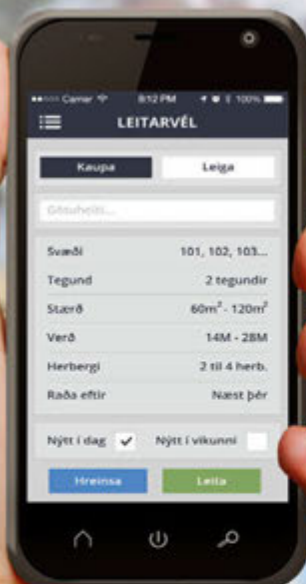 Carrier 8:12 PM 100%
LEITARVÉL
Kaupa Leiga
Götuheiti...
Svæði 101, 102, 103...
Tegund 2 tegundir
Stærð 60m² - 120m²
Verð 14M - 28M
Herbergi 2 til 4 herb.
Raða eftir Næst þér
Nýtt í dag Nýtt í vikunni
Hreinsa Leita